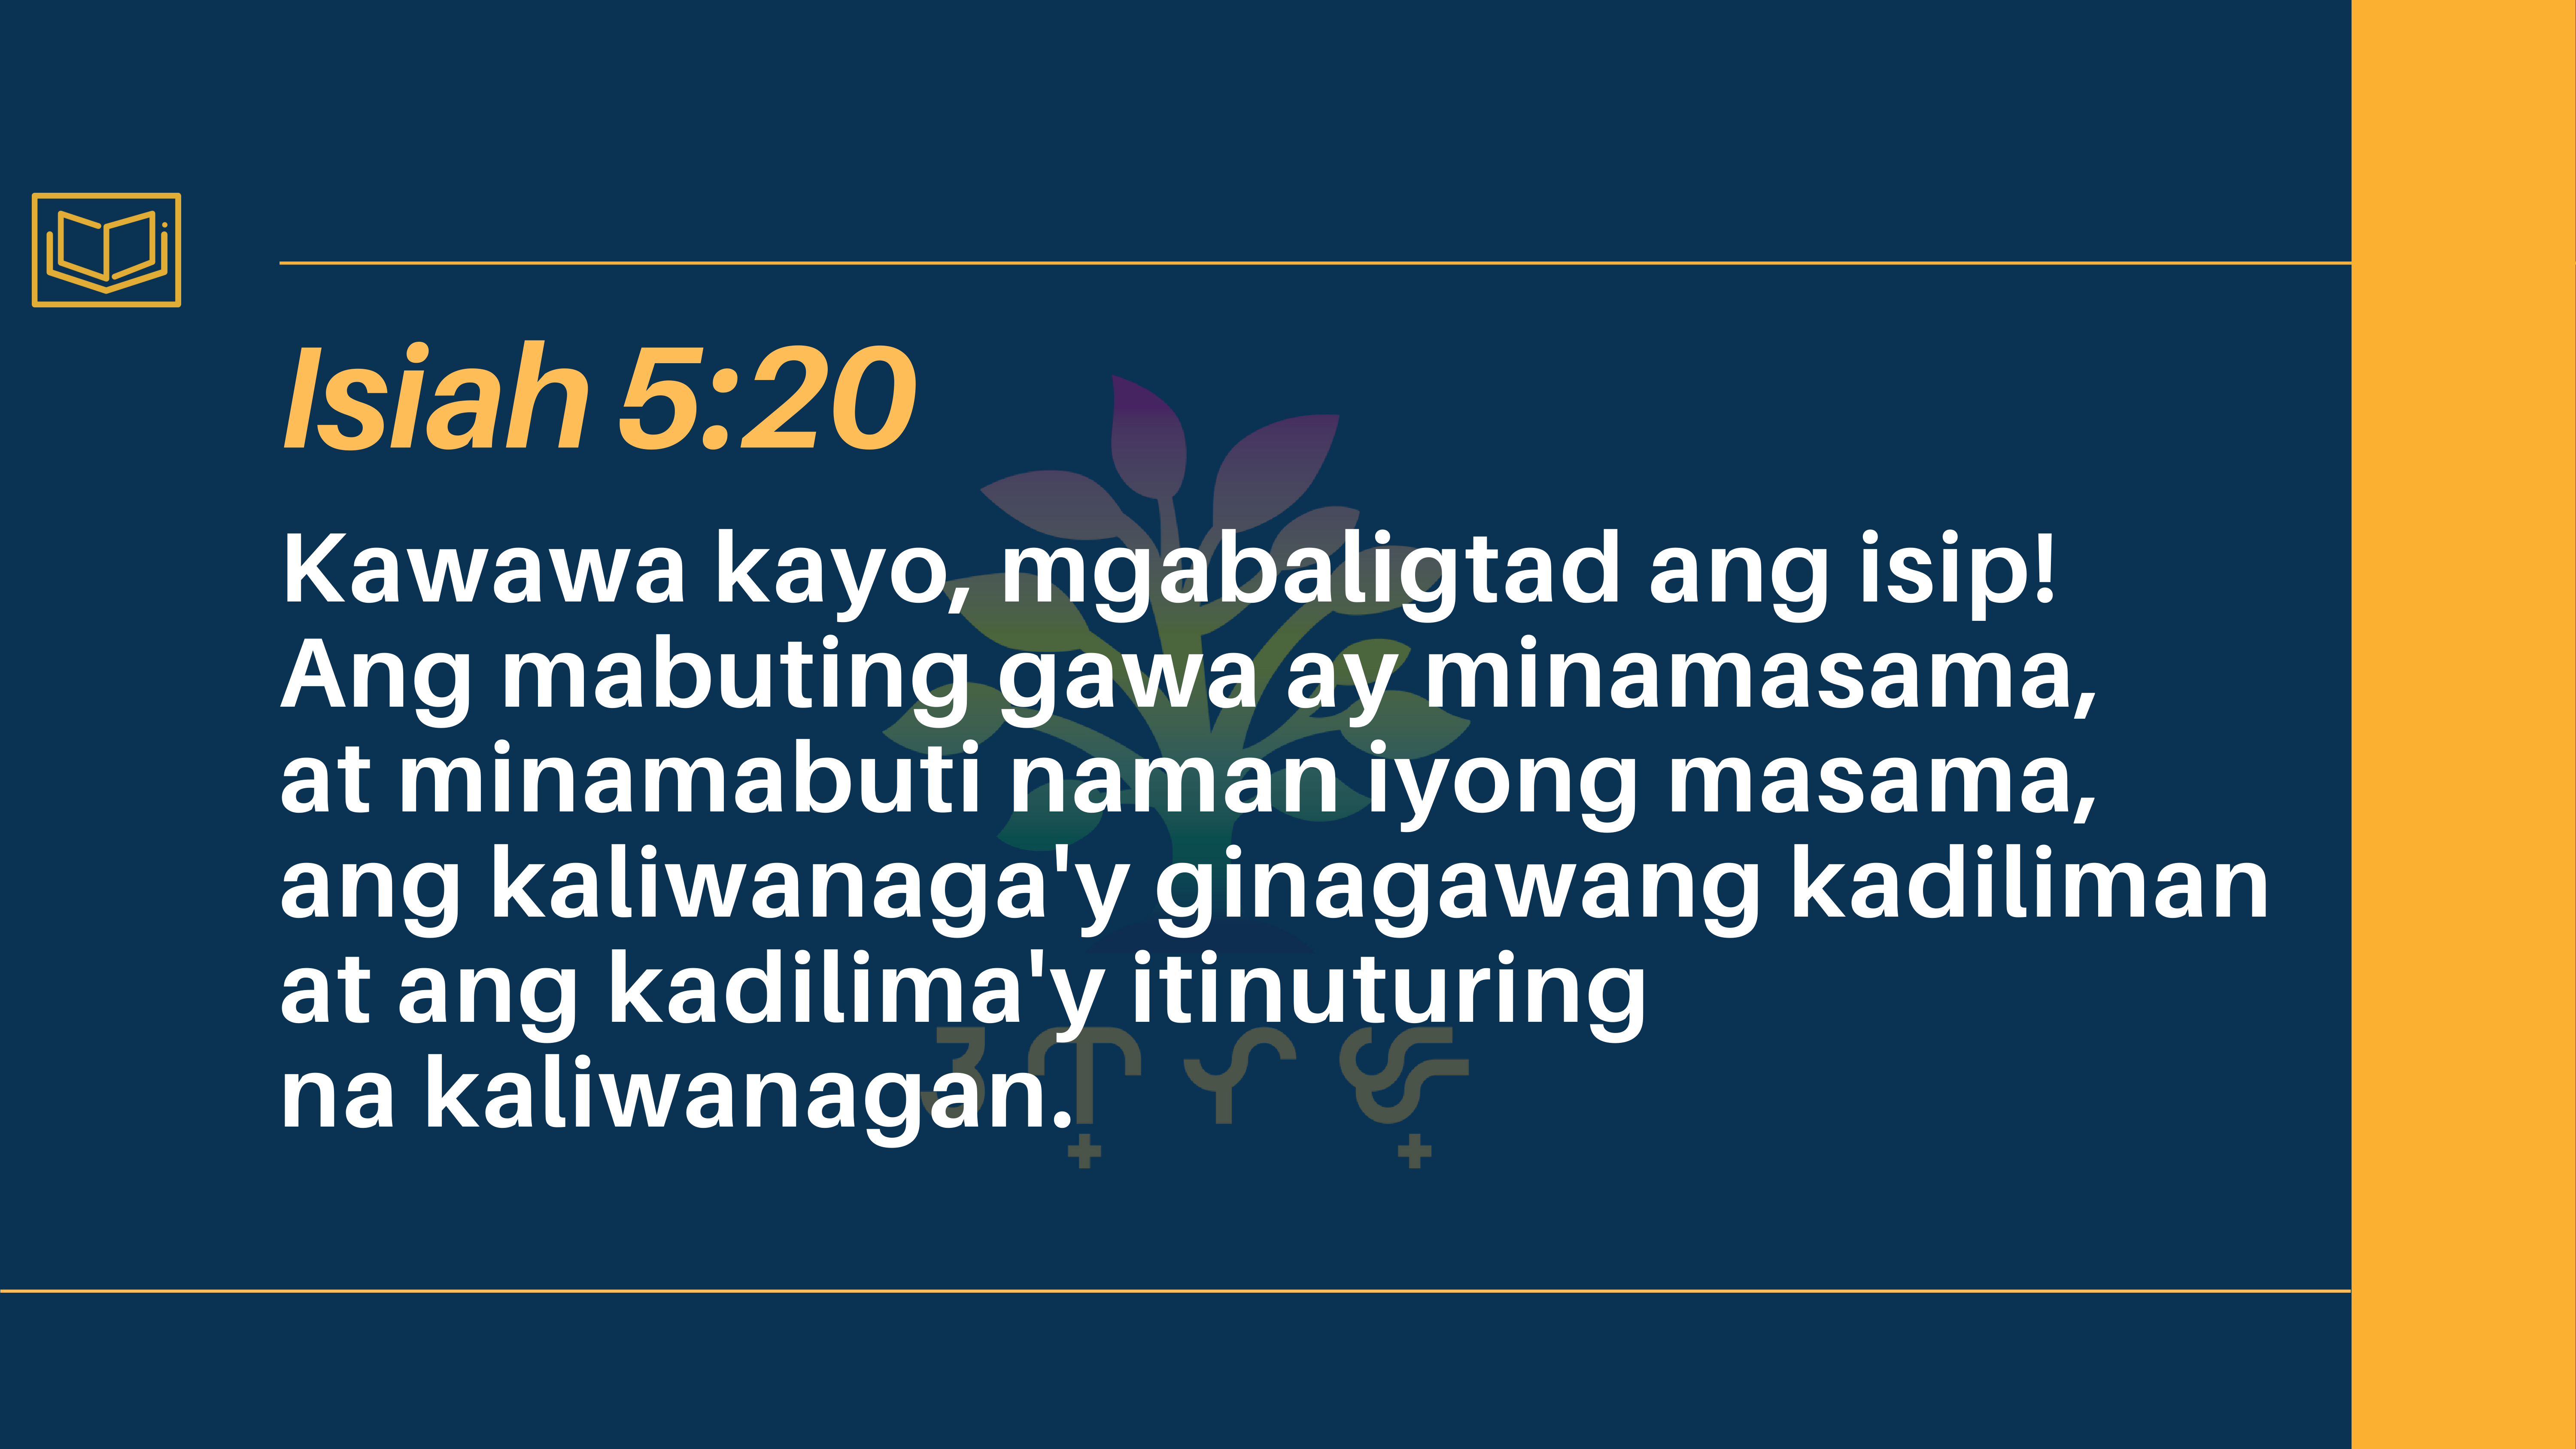 Isiah 5:20
Kawawa kayo, mgabaligtad ang isip!
Ang mabuting gawa ay minamasama,
at minamabuti naman iyong masama,
ang kaliwanaga'y ginagawang kadiliman
at ang kadilima'y itinuturing
na kaliwanagan.